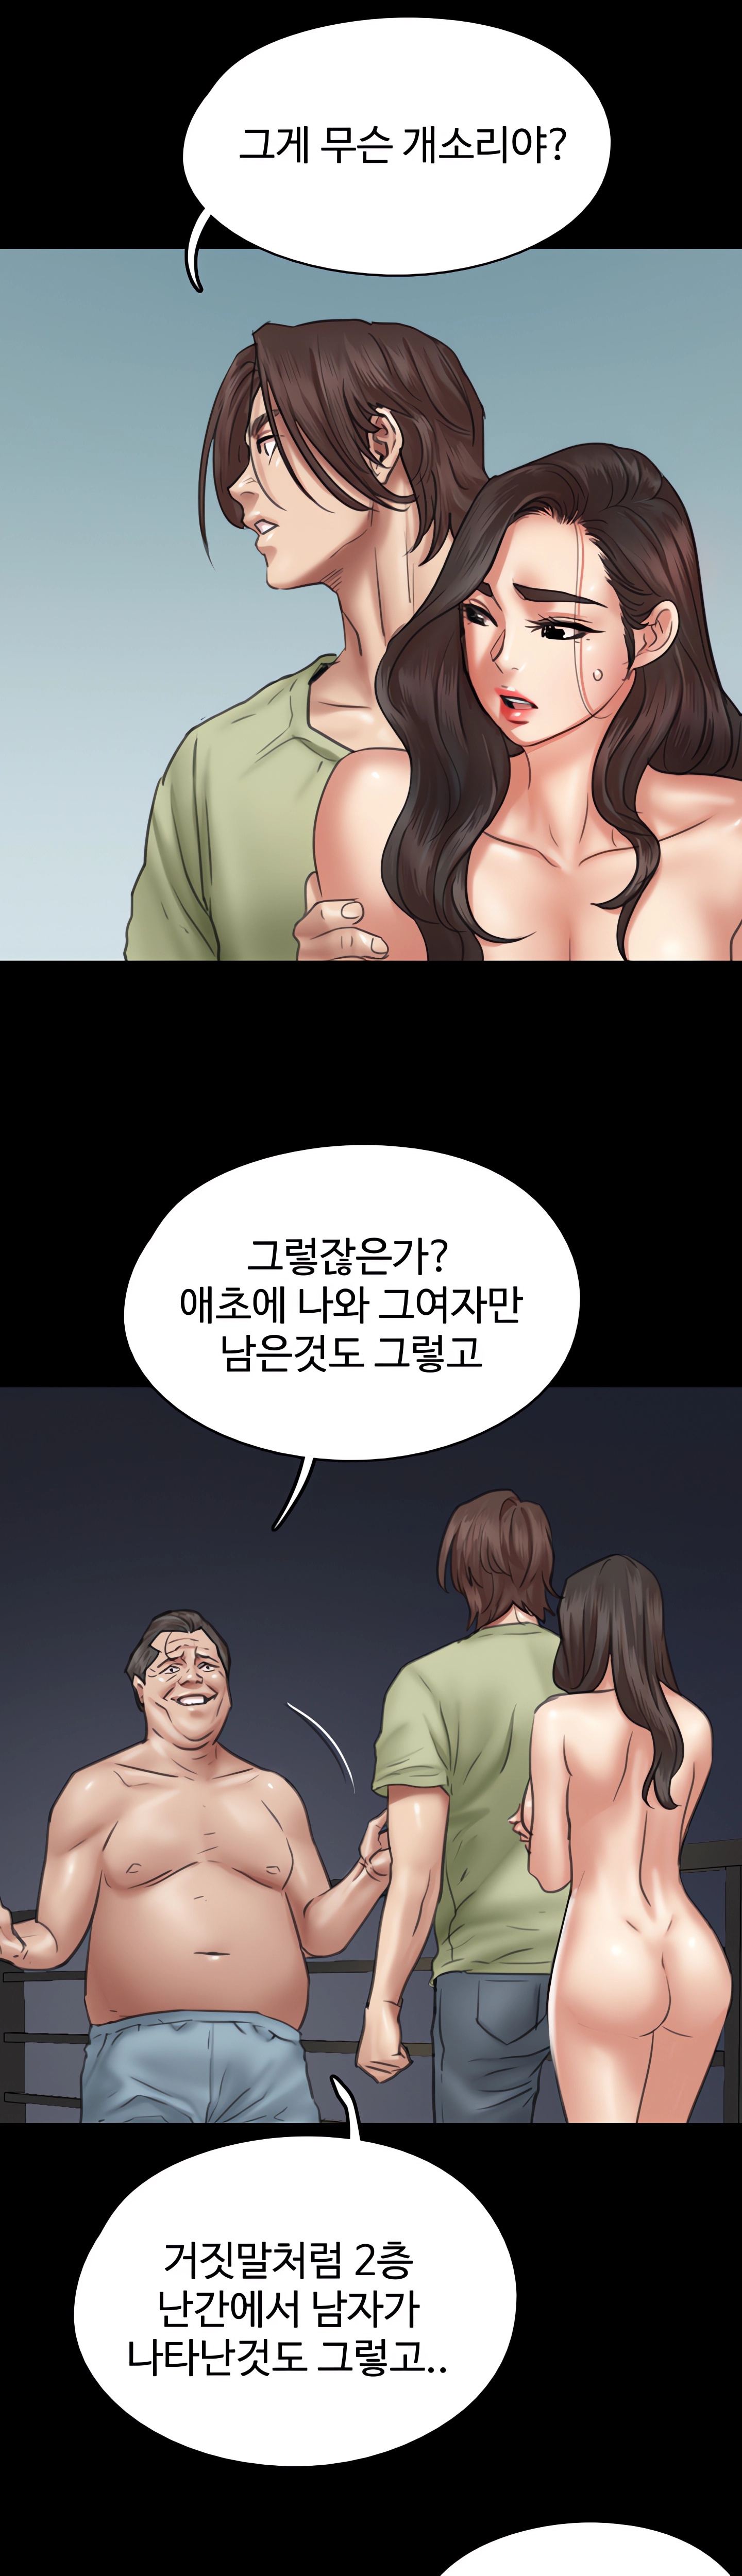 그게 무슨 개소리야?
그렇잖은가?
애초에 나와 그여자만
남은것도 그렇고
거짓말처럼 2층
난간에서 남자가
나타난것도 그렇고..